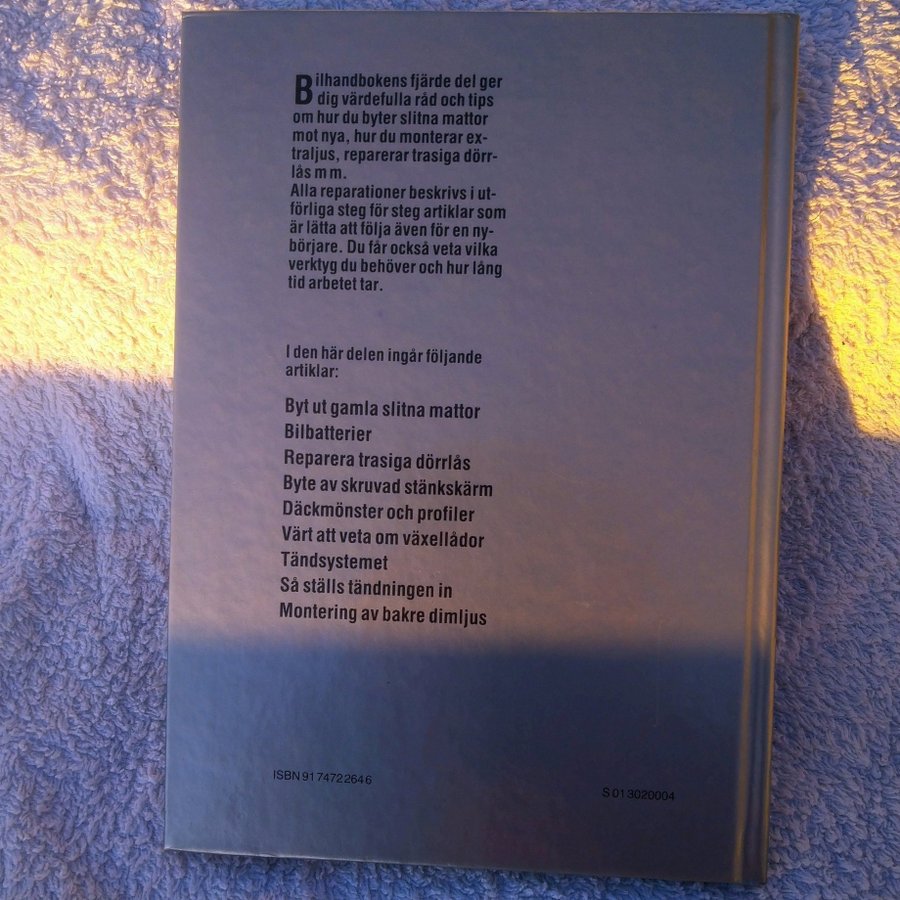 Bilhandbokens fjärde del ger
dig värdefulla råd och tips
om hur du byter slitna mattor
mot nya, hur du monterar ex-
traljus, reparerar trasiga dörr-
lås m m.
Alla reparationer beskrivs i ut-
förliga steg för steg artiklar som
är lätta att följa även för en ny-
börjare. Du får också veta vilka
verktyg du behöver och hur lång
tid arbetet tar.
I den här delen ingår följande
artiklar:
Byt ut gamla slitna mattor
Bilbatterier
Reparera trasiga dörrlås
Byte av skruvad stänkskärm
Däckmönster och profiler
Värt att veta om växellådor
Tändsystemet
Så ställs tändningen in
Montering av bakre dimljus
ISBN 91 7472 264 6
S 013020004